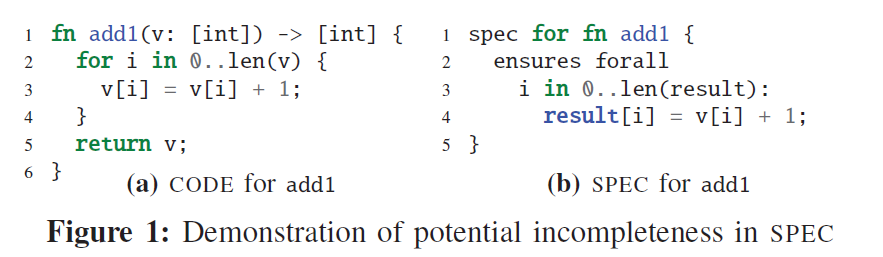 1 fn add1(v: [int]) -> [int] {
2 for i in 0..len(v) {
3 v[i] = v[i] + 1;
4 }
5 return v;
6 }
(a) CODE for add1
1 spec for fn add1 {
2 ensures forall
3 i in 0..len(result):
4 result[i] = v[i] + 1;
5 }
(b) SPEC for add1
Figure 1: Demonstration of potential incompleteness in SPEC